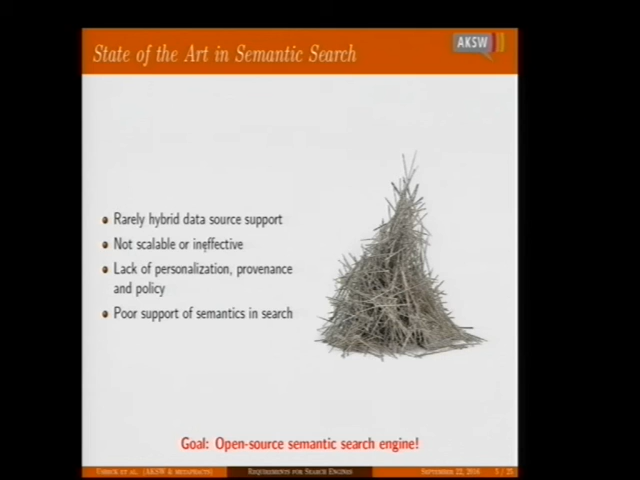 State of the Art in Semantic Search
AKSW
Rarely hybrid data source support
Not scalable or ineffective
Lack of personalization, provenance
and policy
Poor support of semantics in search
Goal: Open-source semantic search engine!
(AKSW & metaphacts)
Requirements for Search Engines
September 22, 2016